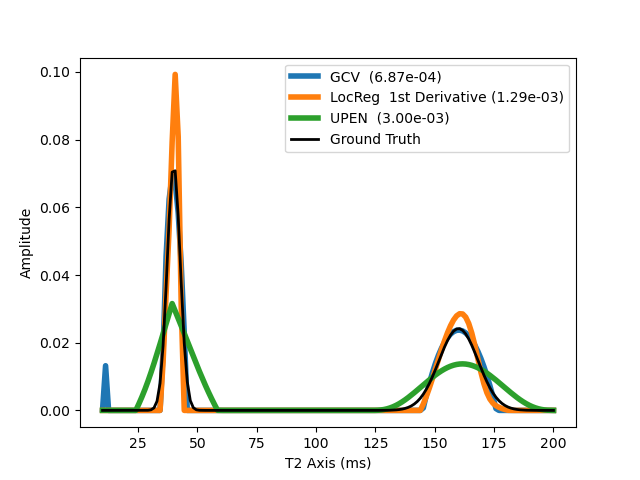 GCV  (6.87e-04)
LocReg  1st Derivative (1.29e-03)
UPEN  (3.00e-03)
Ground Truth
0.10
0.08
0.06
0.04
0.02
0.00
Amplitude
25 50 75 100 125 150 175 200
T2 Axis (ms)